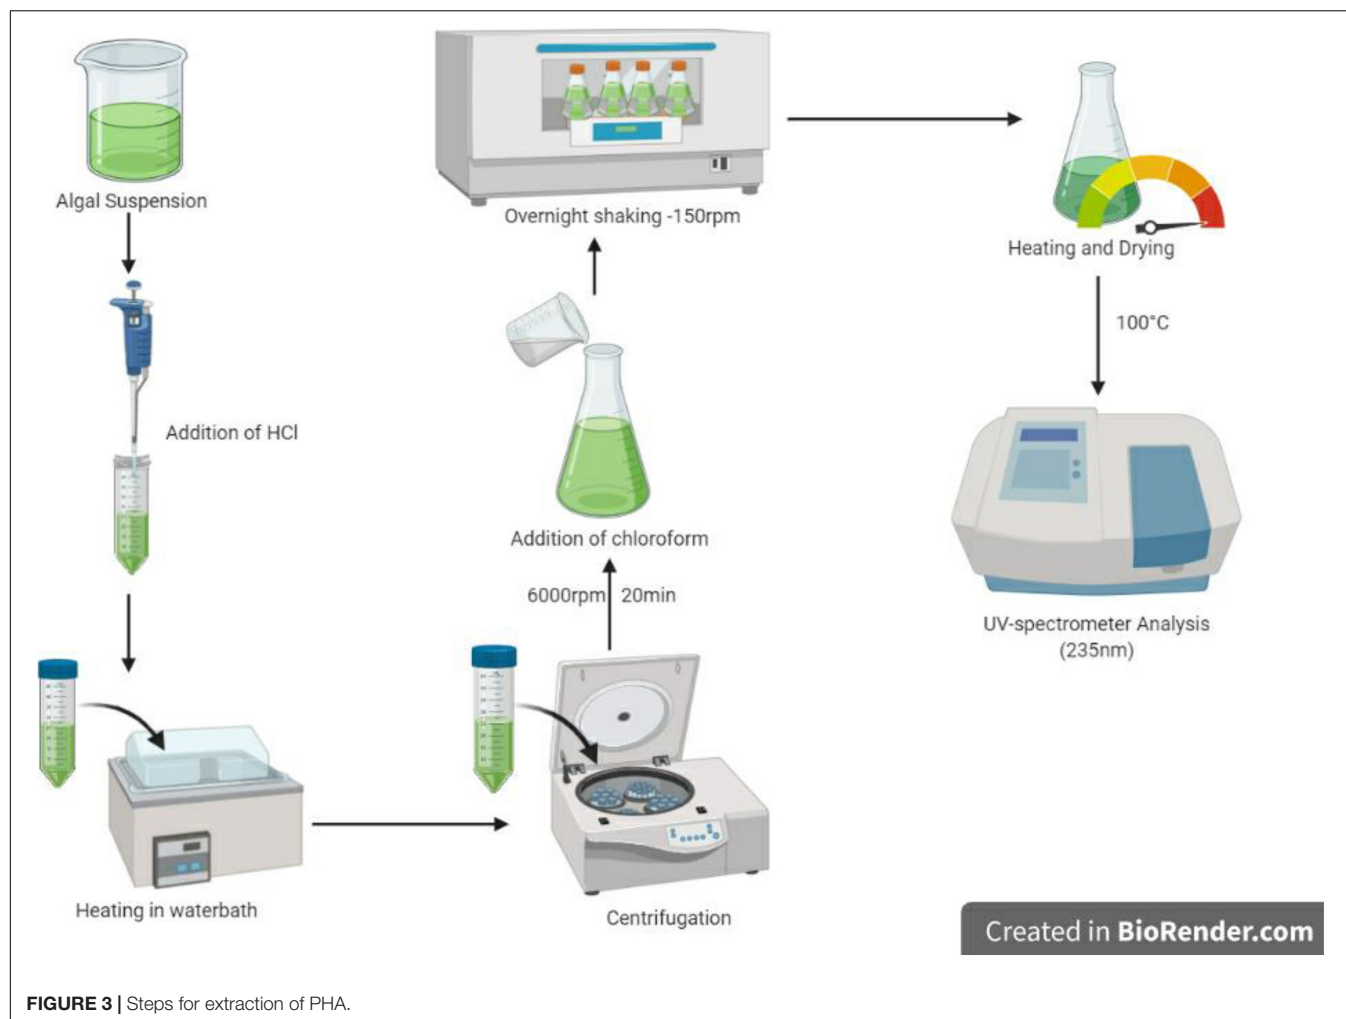 Algal Suspension
Addition of HCl
Heating in waterbath
Centrifugation
6000rpm 20min
Addition of chloroform
Overnight shaking -150rpm
Heating and Drying
100°C
UV-spectrometer Analysis
(235nm)
Created in BioRender.com
FIGURE 3 | Steps for extraction of PHA.